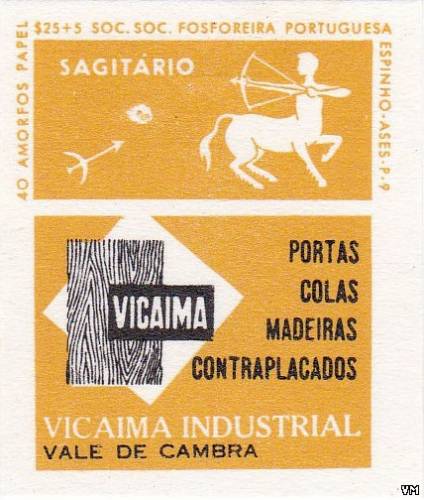 $25+5 SOC. SOC. FOSFOREIRA PORTUGUESA
ESPINHO-ASES-P-9
40 AMORFOS PAPEL
SAGITÁRIO
VICAIMA
PORTAS
COLAS
MADEIRAS
CONTRAPLACADOS
VICAIMA INDUSTRIAL
VALE DE CAMBRA
VM